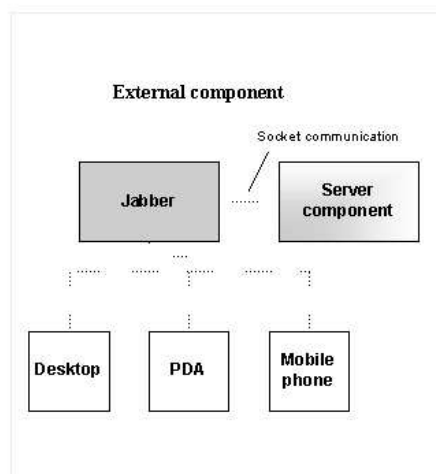 External component
Socket communication
Jabber
Server
component
Desktop
PDA
Mobile
phone